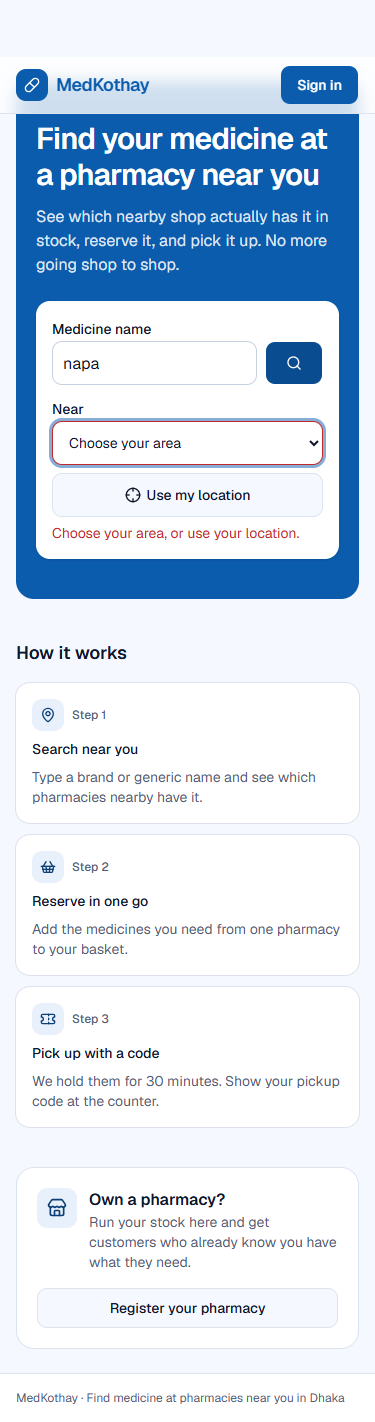 MedKothay
Sign in
Find your medicine at
a pharmacy near you
See which nearby shop actually has it in
stock, reserve it, and pick it up. No more
going shop to shop.
Medicine name
napa
Near
Choose your area
Use my location
Choose your area, or use your location.
How it works
Step 1
Search near you
Type a brand or generic name and see which
pharmacies nearby have it.
Step 2
Reserve in one go
Add the medicines you need from one pharmacy
to your basket.
Step 3
Pick up with a code
We hold them for 30 minutes. Show your pickup
code at the counter.
Own a pharmacy?
Run your stock here and get
customers who already know you have
what they need.
Register your pharmacy
MedKothay · Find medicine at pharmacies near you in Dhaka